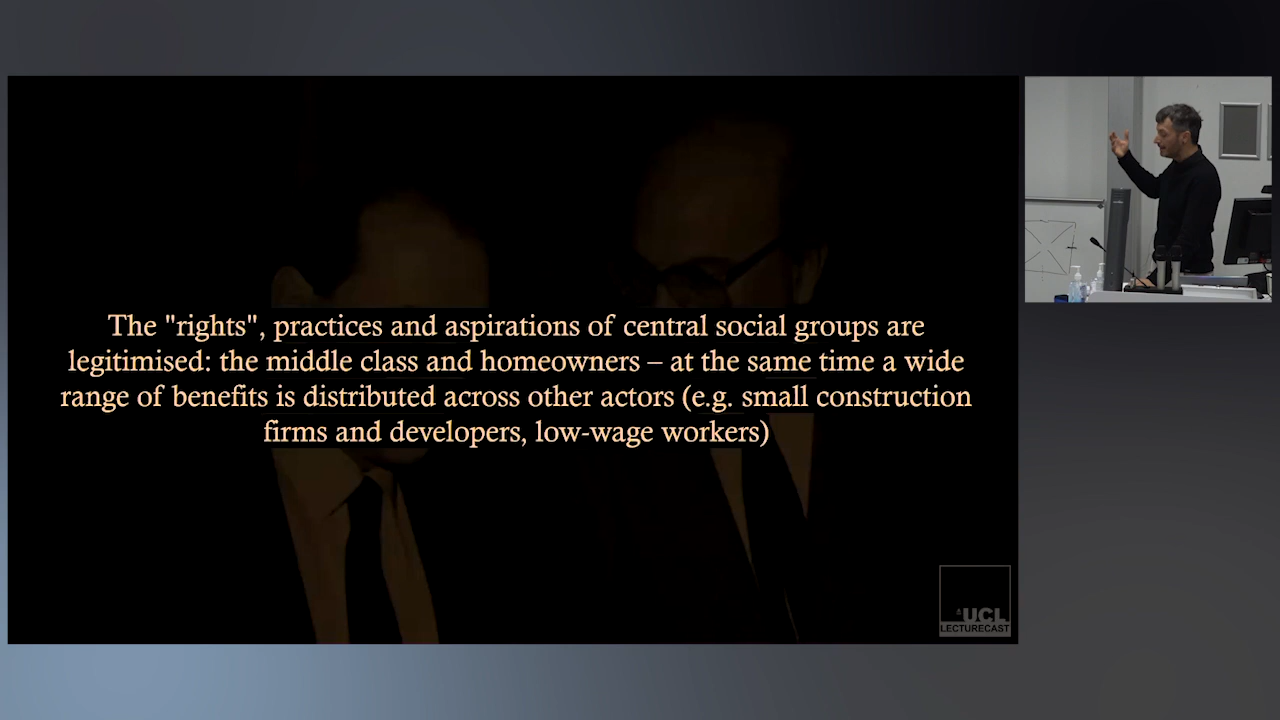 The "rights", practices and aspirations of central social groups are
legitimised: the middle class and homeowners – at the same time a wide
range of benefits is distributed across other actors (e.g. small construction
firms and developers, low-wage workers)
UCL
LECTURECAST